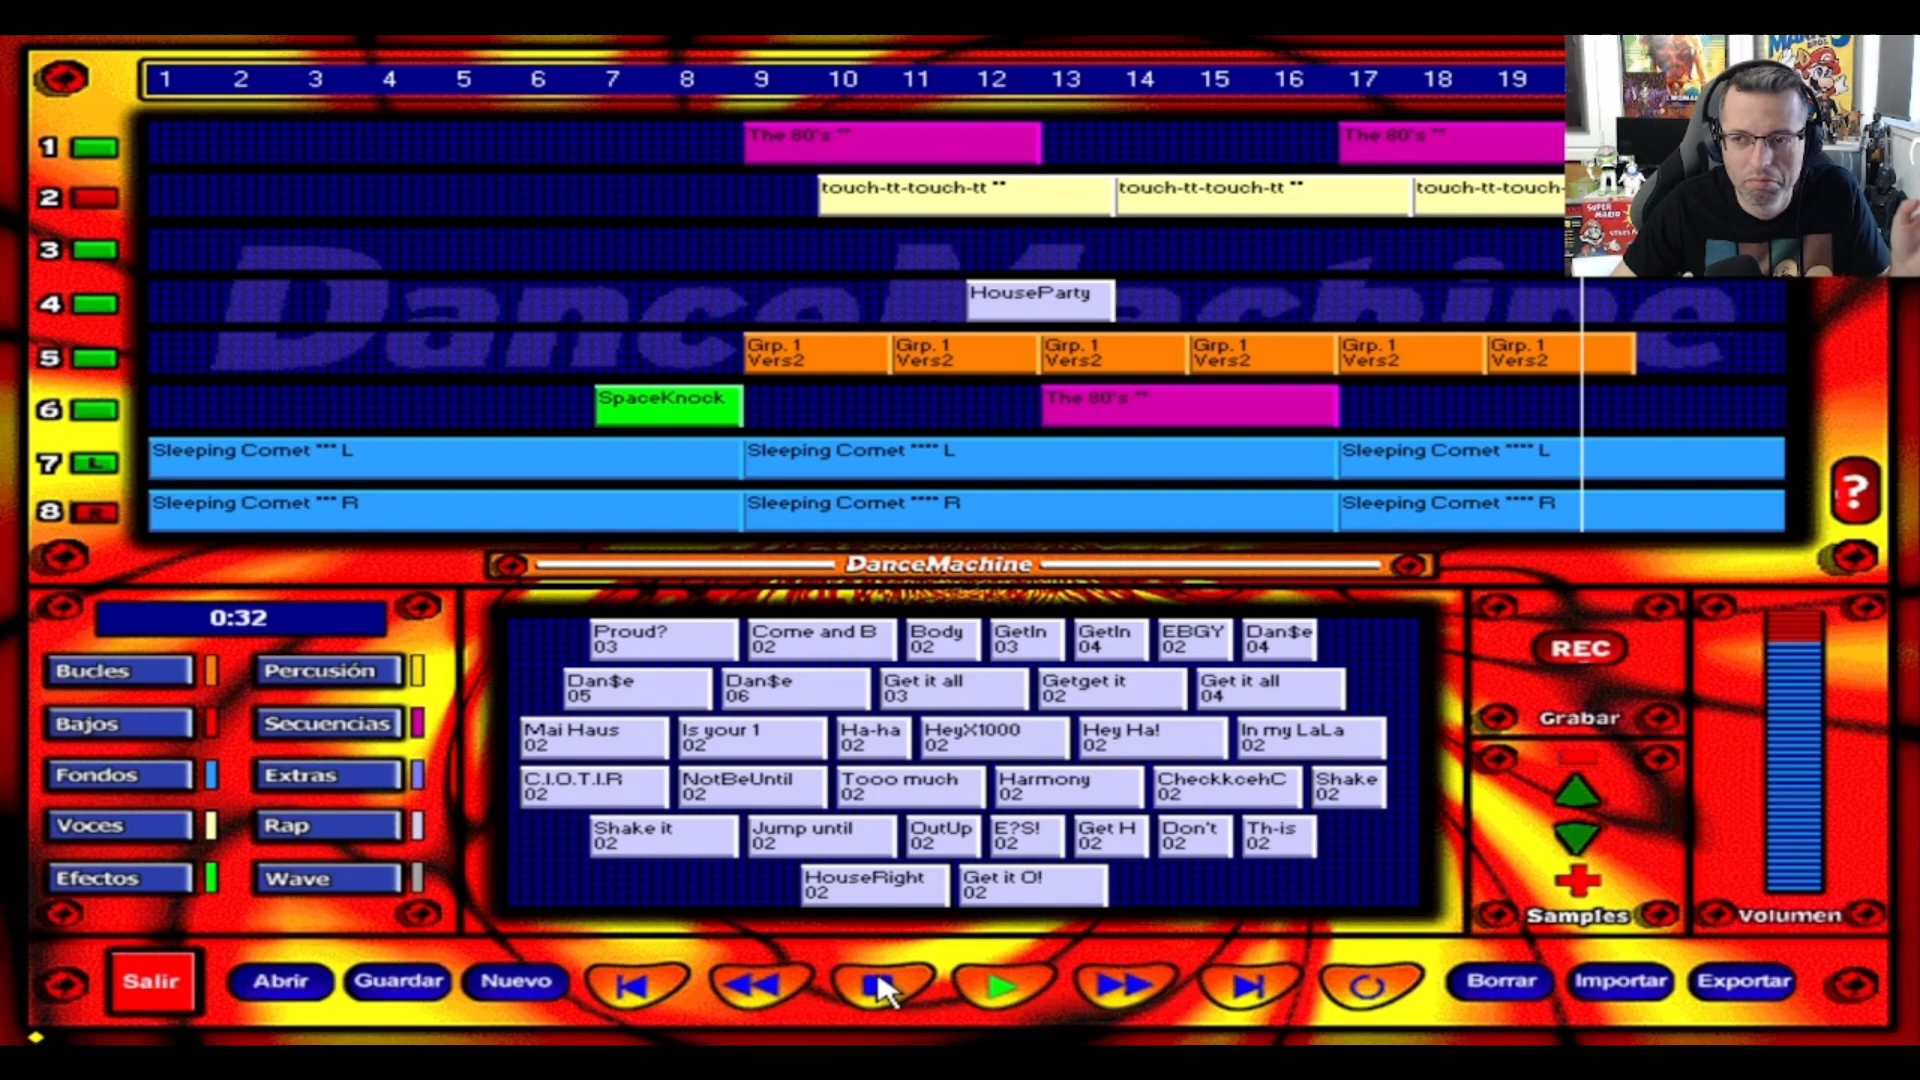 1 2 3 4 5 6 7 8 9 10 11 12 13 14 15 16 17 18 19
1 The 80's ** The 80's **
2 touch-tt-touch-tt ** touch-tt-touch-tt ** touch-tt-touch-
3
DanceMachine
4 HouseParty
5 Grp. 1 Grp. 1 Grp. 1 Grp. 1 Grp. 1 Grp. 1
Vers2 Vers2 Vers2 Vers2 Vers2 Vers2
6 SpaceKnock The 80's **
7 L Sleeping Comet *** L Sleeping Comet **** L Sleeping Comet **** L
8 R Sleeping Comet *** R Sleeping Comet **** R Sleeping Comet **** R
?
SUPER
MARIO
BROS.
DanceMachine
0:32
Bucles Percusión
Bajos Secuencias
Fondos Extras
Voces Rap
Efectos Wave
Proud? Come and B Body GetIn GetIn EBGY Dan$e
03 02 02 03 04 02 04
Dan$e Dan$e Get it all Getget it Get it all
05 06 03 02 04
Mai Haus Is your 1 Ha-ha HeyX1000 Hey Ha! In my LaLa
02 02 02 02 02 02
C.I.O.T.I.R NotBeUntil Tooo much Harmony CheckkcehC Shake
02 02 02 02 02 02
Shake it Jump until OutUp E?S! Get H Don't Th-is
02 02 02 02 02 02 02
HouseRight Get it O!
02 02
REC
Grabar
Samples
Volumen
Salir Abrir Guardar Nuevo Borrar Importar Exportar